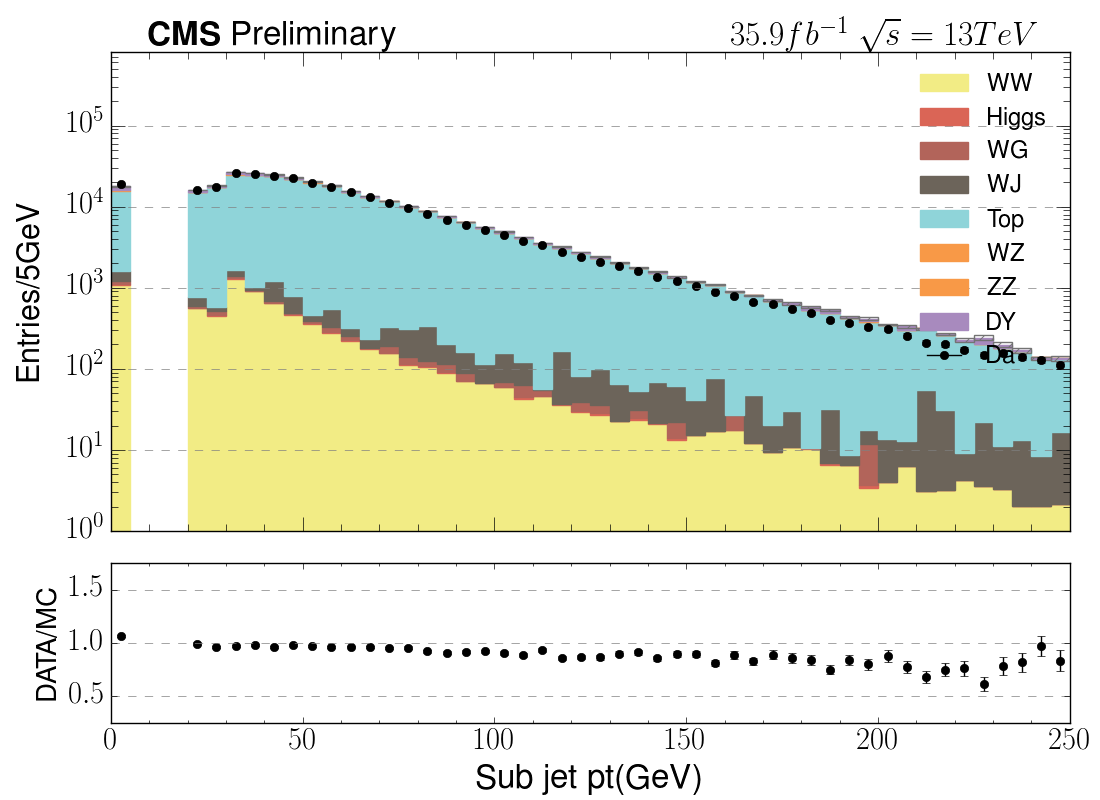 CMS Preliminary 35.9fb⁻¹ √s = 13TeV
WW
Higgs
WG
WJ
Top
WZ
ZZ
DY
Da
Entries/5GeV
10⁵
10⁴
10³
10²
10¹
10⁰
DATA/MC
1.5
1.0
0.5
0 50 100 150 200 250
Sub jet pt(GeV)